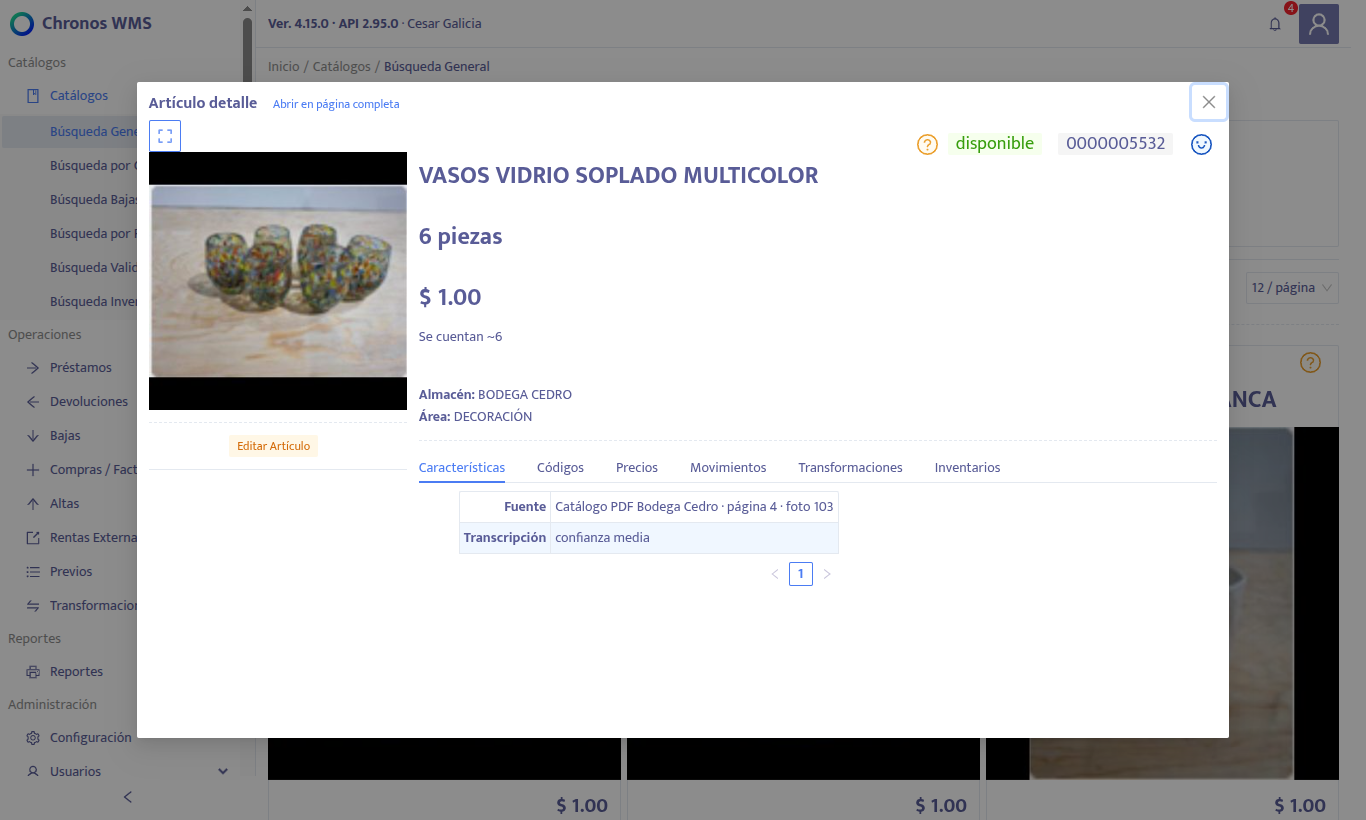 Chronos WMS
Ver. 4.15.0 · API 2.95.0 · Cesar Galicia
4
Catálogos
Inicio / Catálogos / Búsqueda General
Catálogos
Búsqueda Gene
Búsqueda por
Búsqueda Bajas
Búsqueda por
Búsqueda Valid
Búsqueda Inven
Operaciones
Préstamos
Devoluciones
Bajas
Compras / Fact
Altas
Rentas Externa
Previos
Transformacion
Reportes
Reportes
Administración
Configuración
Usuarios
Artículo detalle
Abrir en página completa
disponible
0000005532
VASOS VIDRIO SOPLADO MULTICOLOR
6 piezas
$ 1.00
Se cuentan ~6
Almacén: BODEGA CEDRO
Área: DECORACIÓN
Editar Artículo
Características Códigos Precios Movimientos Transformaciones Inventarios
Fuente Catálogo PDF Bodega Cedro · página 4 · foto 103
Transcripción confianza media
1
12 / página
ANCA
$ 1.00
$ 1.00
$ 1.00